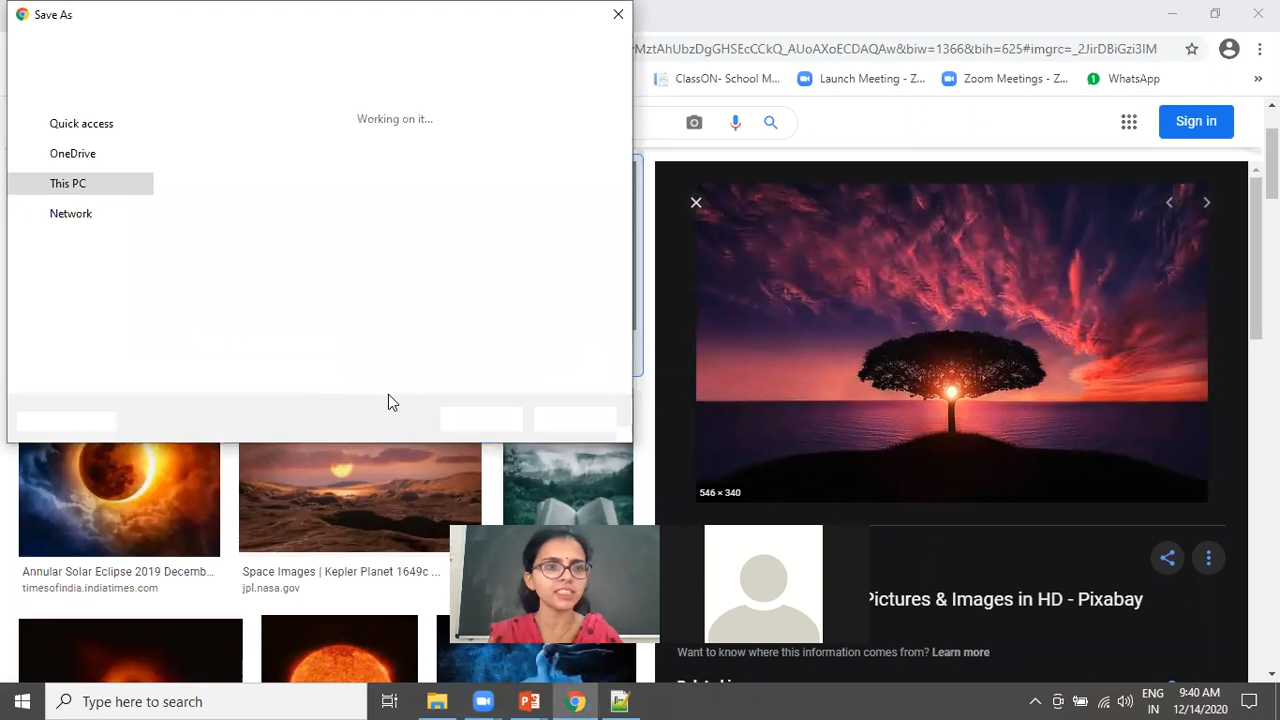 Save As
MztAhUbzDgGHSEcCCkQ_AUoAXoECDAQAw&biw=1366&bih=625#imgrc=_2JirDBiGzi3IM
ClassON- School M...
Launch Meeting - Z...
Zoom Meetings - Z...
WhatsApp
»
Quick access
Working on it...
Sign in
OneDrive
This PC
Network
546 × 340
Annular Solar Eclipse 2019 Decemb...
timesofindia.indiatimes.com
Space Images | Kepler Planet 1649c ...
jpl.nasa.gov
Pictures & Images in HD - Pixabay
Want to know where this information comes from? Learn more
Type here to search
ENG
IN
9:40 AM
12/14/2020